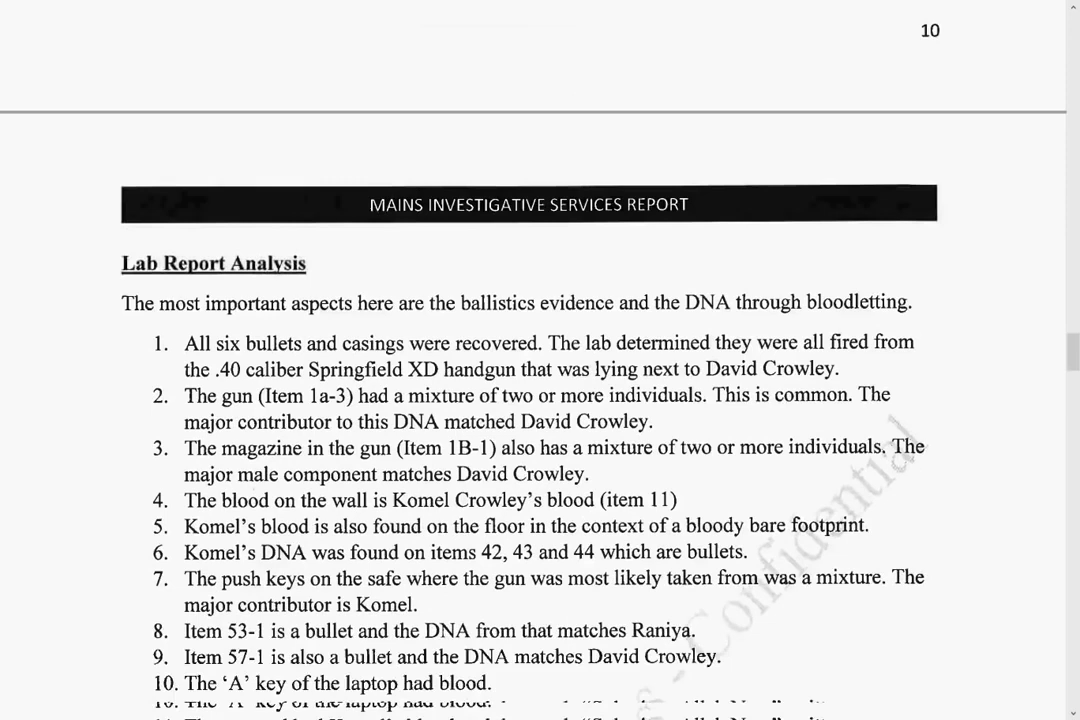 10
MAINS INVESTIGATIVE SERVICES REPORT
Lab Report Analysis
The most important aspects here are the ballistics evidence and the DNA through bloodletting.
1. All six bullets and casings were recovered. The lab determined they were all fired from
the .40 caliber Springfield XD handgun that was lying next to David Crowley.
2. The gun (Item 1a-3) had a mixture of two or more individuals. This is common. The
major contributor to this DNA matched David Crowley.
3. The magazine in the gun (Item 1B-1) also has a mixture of two or more individuals. The
major male component matches David Crowley.
4. The blood on the wall is Komel Crowley's blood (item 11)
5. Komel's blood is also found on the floor in the context of a bloody bare footprint.
6. Komel's DNA was found on items 42, 43 and 44 which are bullets.
7. The push keys on the safe where the gun was most likely taken from was a mixture. The
major contributor is Komel.
8. Item 53-1 is a bullet and the DNA from that matches Raniya.
9. Item 57-1 is also a bullet and the DNA matches David Crowley.
10. The 'A' key of the laptop had blood.
- Confidential